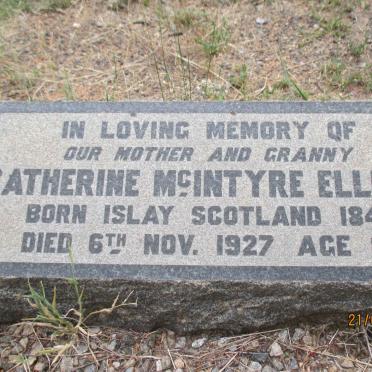 IN LOVING MEMORY OF
OUR MOTHER AND GRANNY
CATHERINE McINTYRE ELL
BORN ISLAY SCOTLAND 184
DIED 6TH NOV. 1927 AGE
21/